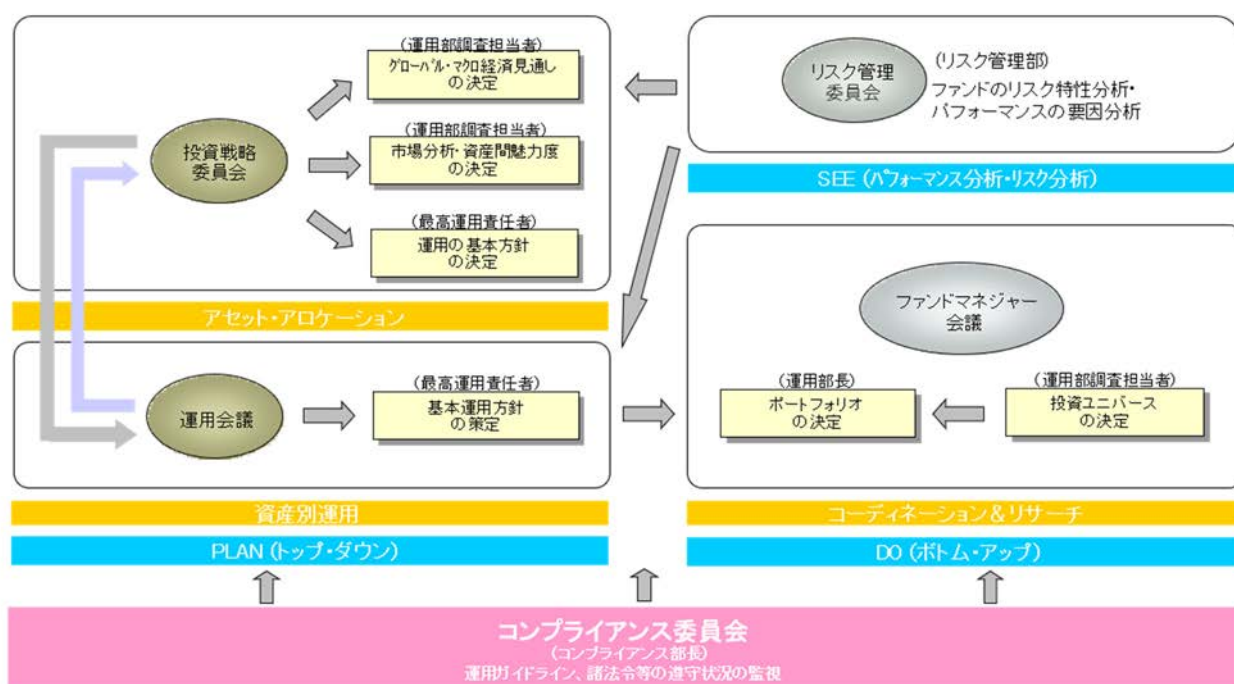 (運用部調査担当者)
グローバル・マクロ経済見通し
の決定
投資戦略
委員会
(運用部調査担当者)
市場分析・資産間魅力度
の決定
(最高運用責任者)
運用の基本方針
の決定
アセット・アロケーション
リスク管理
委員会
(リスク管理部)
ファンドのリスク特性分析・
パフォーマンスの要因分析
SEE (パフォーマンス分析・リスク分析)
運用会議
(最高運用責任者)
基本運用方針
の策定
資産別運用
PLAN (トップ・ダウン)
ファンドマネジャー
会議
(運用部長)
ポートフォリオ
の決定
(運用部調査担当者)
投資ユニバース
の決定
コーディネーション&リサーチ
DO (ボトム・アップ)
コンプライアンス委員会
(コンプライアンス部長)
運用ガイドライン、諸法令等の遵守状況の監視